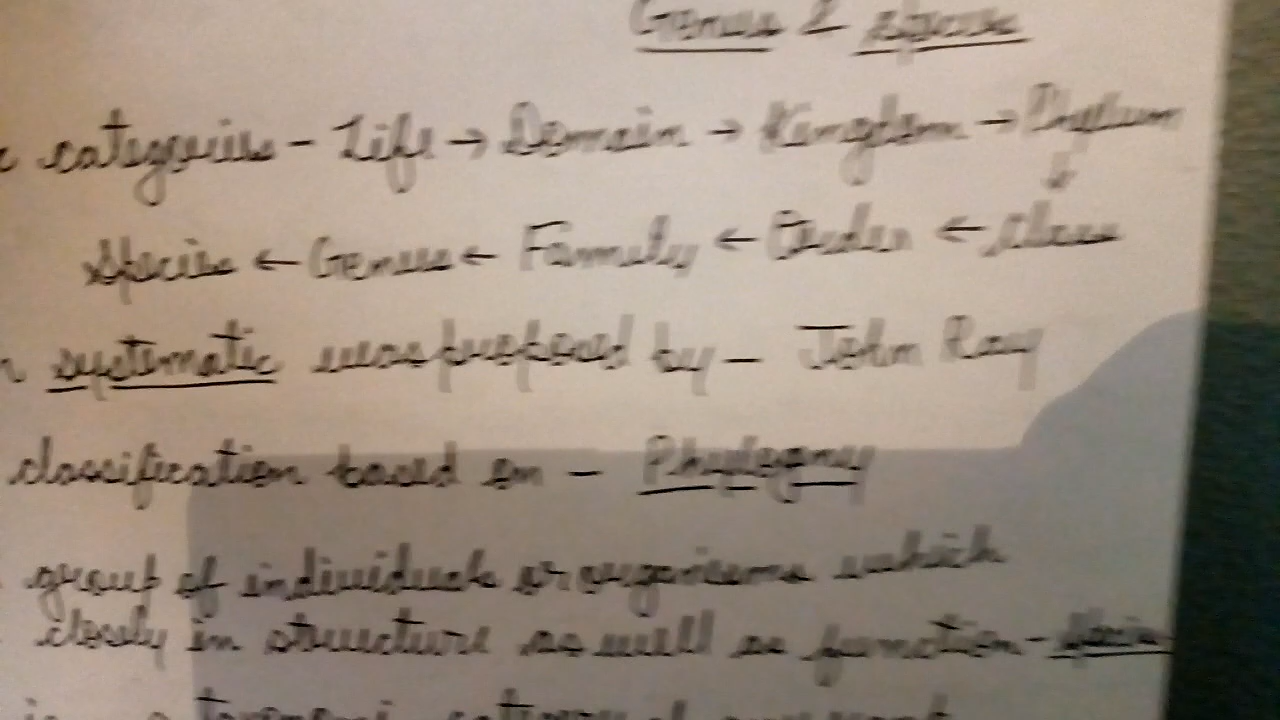 Genus & species
categories - Life → Domain → Kingdom → Phylum
↓
Species ← Genus ← Family ← Order ← class
systematic was proposed by - John Ray
classification based on - Phylogeny
group of individuals or organisms which
closely in structure as well as function - species